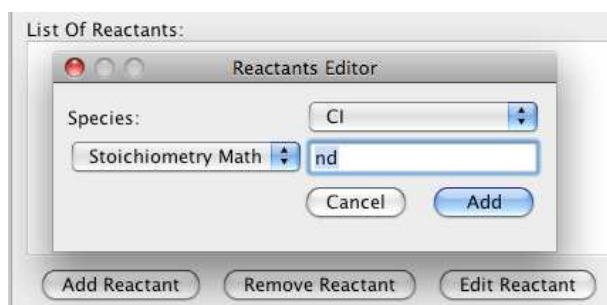 List Of Reactants:
Reactants Editor
Species:
CI
Stoichiometry Math
nd
Cancel
Add
Add Reactant
Remove Reactant
Edit Reactant